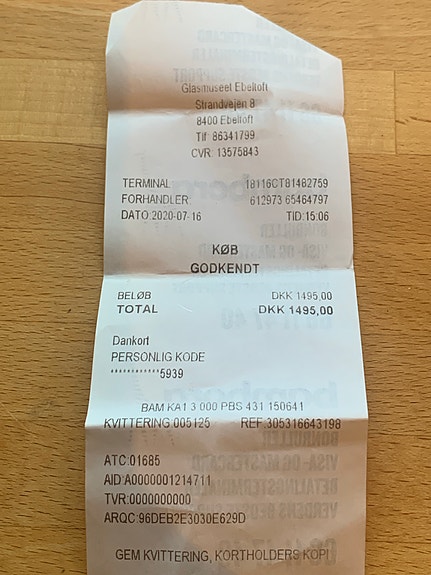 Glasmuseet Ebeltoft
Strandvejen 8
8400 Ebeltoft
Tlf: 86341799
CVR: 13575843
TERMINAL 18116CT81482759
FORHANDLER 612973 65464797
DATO 2020-07-16 TID:15:06
KØB
GODKENDT
BELØB DKK 1495,00
TOTAL DKK 1495,00
Dankort
PERSONLIG KODE
************5939
BAM KA1 3 000 PBS 431 150641
KVITTERING 005125 REF:305316643198
ATC:01685
AID:A0000001214711
TVR:0000000000
ARQC:96DEB2E3030E629D
GEM KVITTERING, KORTHOLDERS KOPI